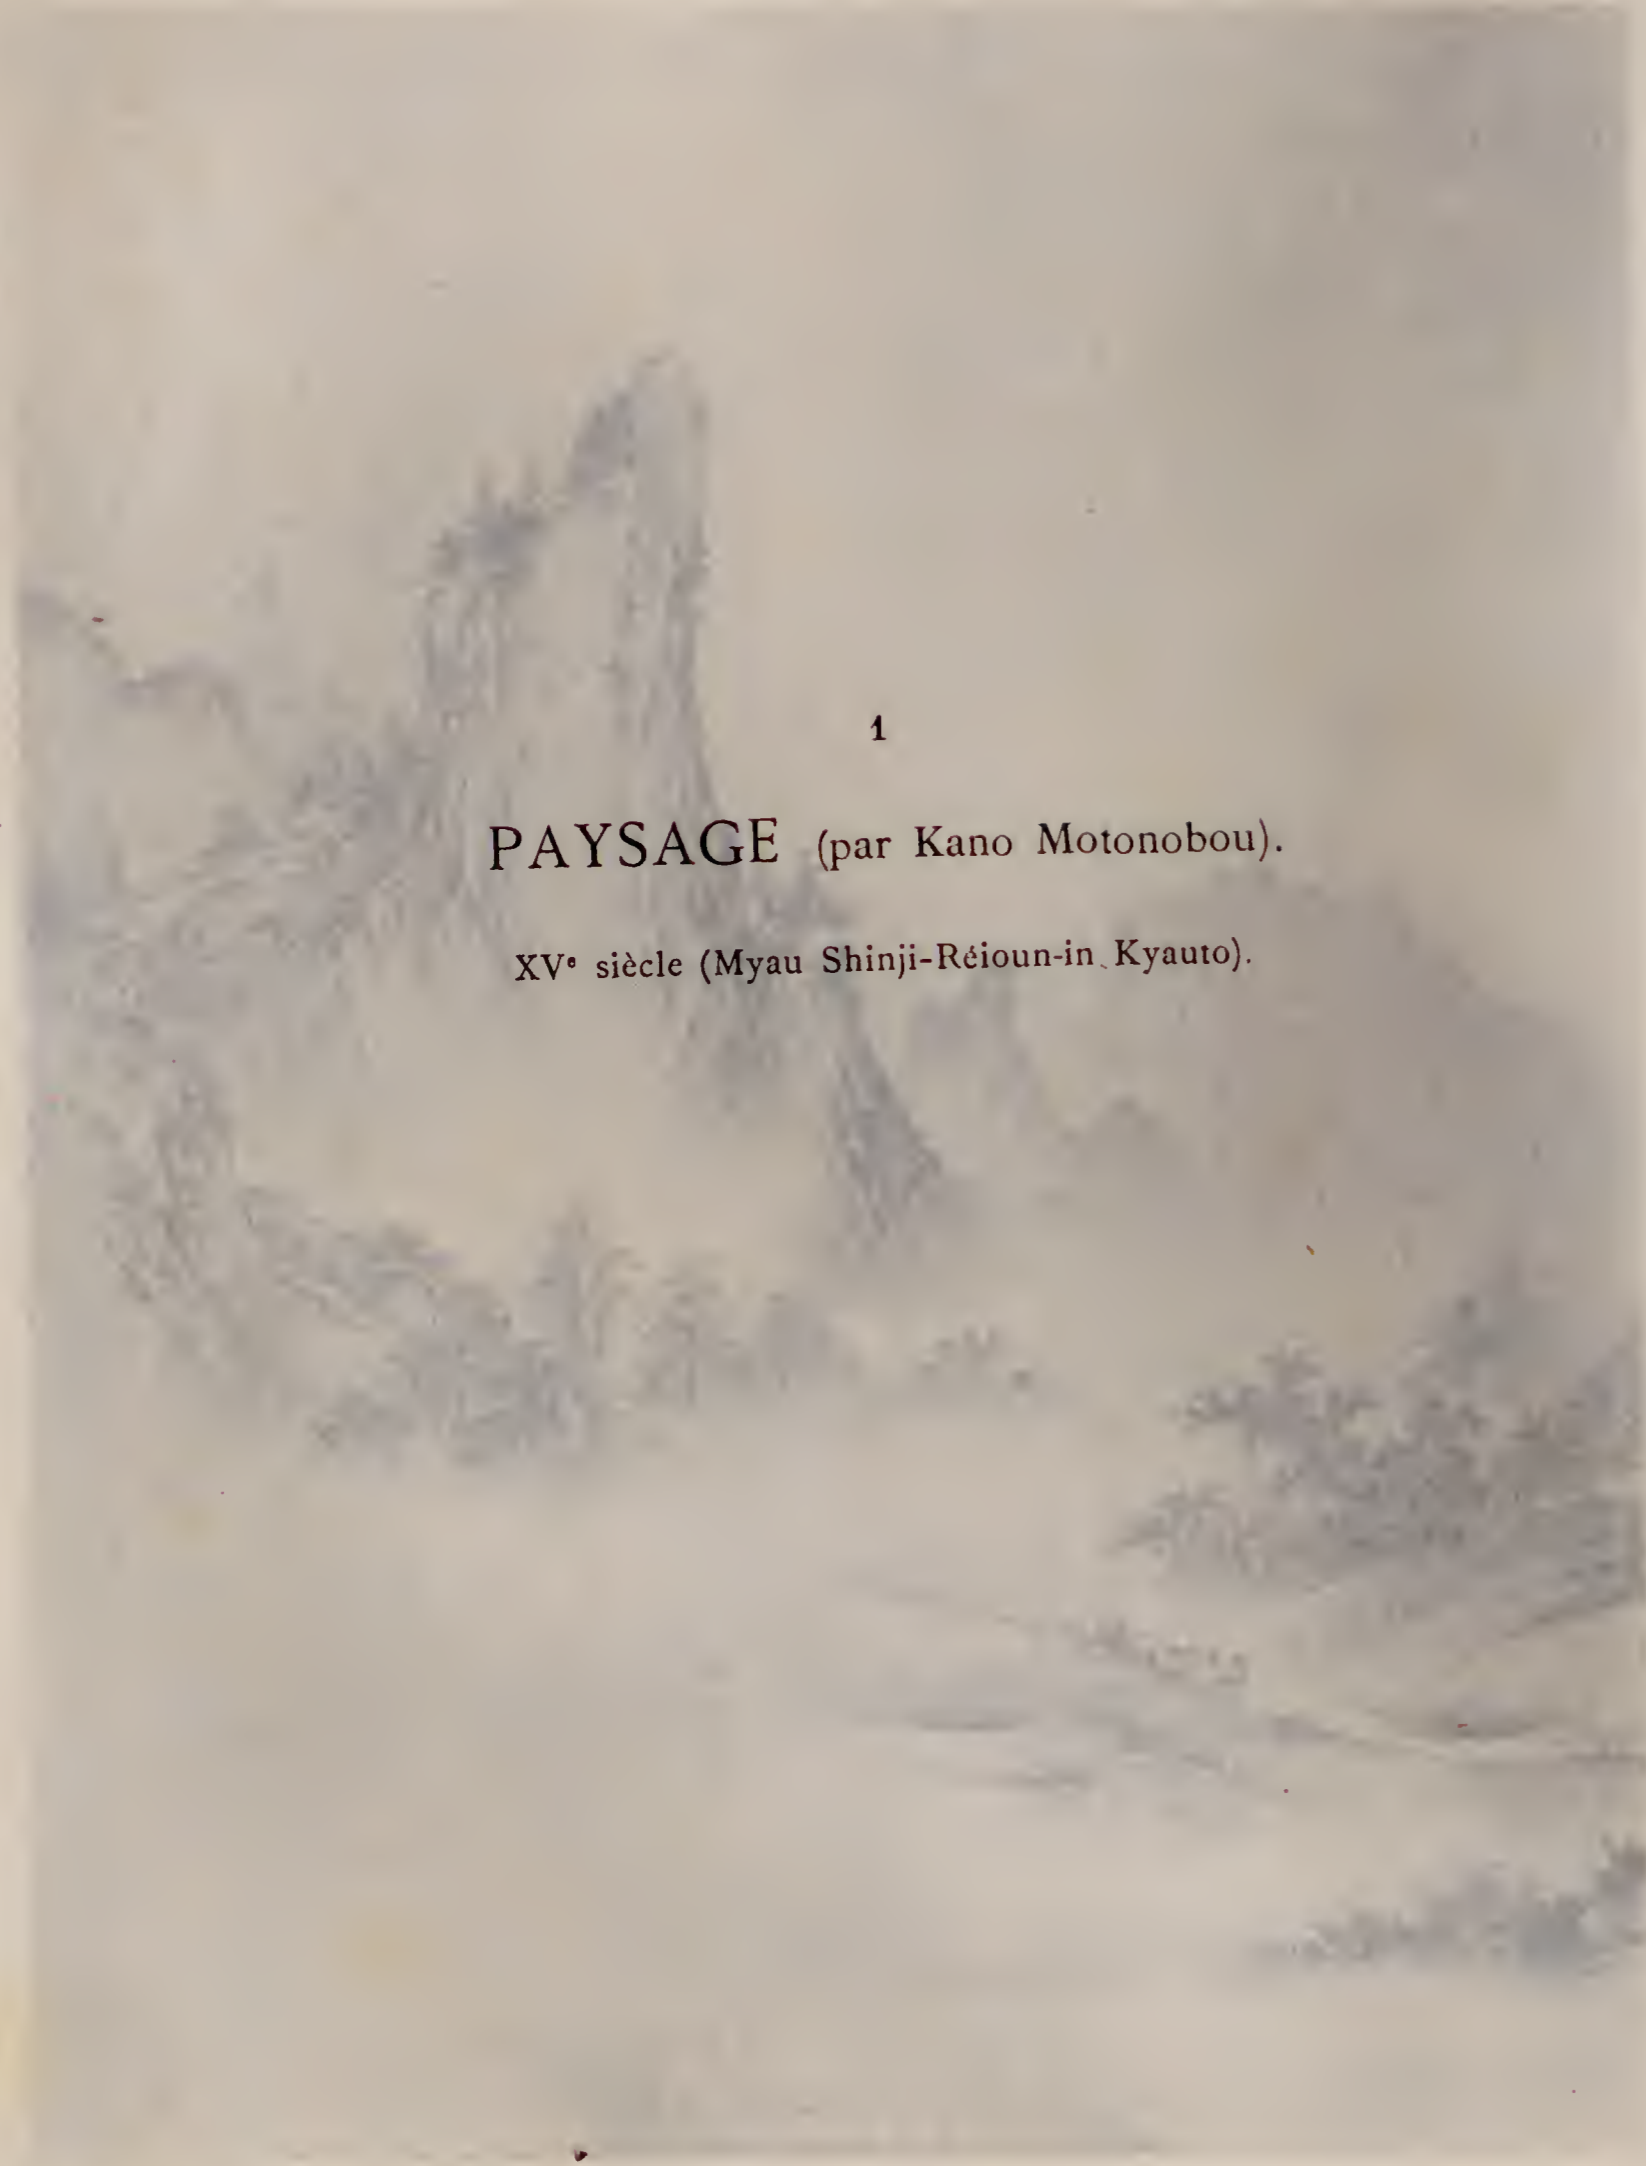 1
PAYSAGE (par Kano Motonobou).
XVe siècle (Myau Shinji-Réioun-in Kyauto).